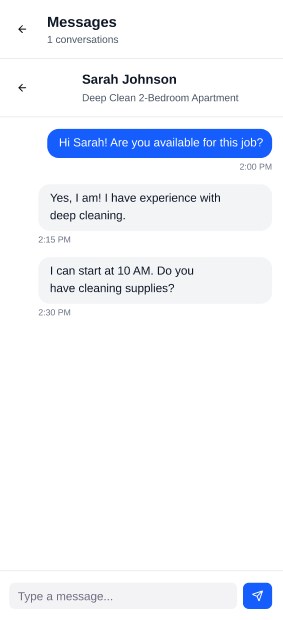 Messages
1 conversations
Sarah Johnson
Deep Clean 2-Bedroom Apartment
Hi Sarah! Are you available for this job?
2:00 PM
Yes, I am! I have experience with
deep cleaning.
2:15 PM
I can start at 10 AM. Do you
have cleaning supplies?
2:30 PM
Type a message...